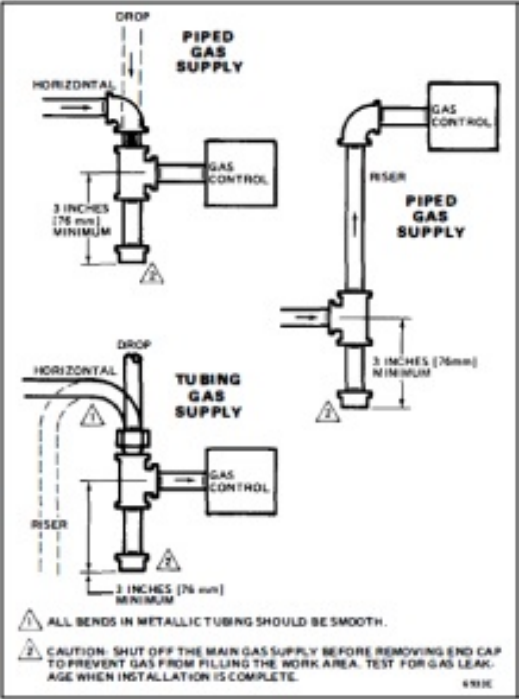 DROP
PIPED
GAS
SUPPLY
HORIZONTAL
GAS
CONTROL
3 INCHES
[76 mm]
MINIMUM
2
GAS
CONTROL
RISER
PIPED
GAS
SUPPLY
3 INCHES [76mm]
MINIMUM
2
DROP
HORIZONTAL
TUBING
GAS
SUPPLY
1
GAS
CONTROL
RISER
2
3 INCHES [76 mm]
MINIMUM
1 ALL BENDS IN METALLIC TUBING SHOULD BE SMOOTH.
2 CAUTION: SHUT OFF THE MAIN GAS SUPPLY BEFORE REMOVING END CAP
TO PREVENT GAS FROM FILLING THE WORK AREA. TEST FOR GAS LEAK-
AGE WHEN INSTALLATION IS COMPLETE.